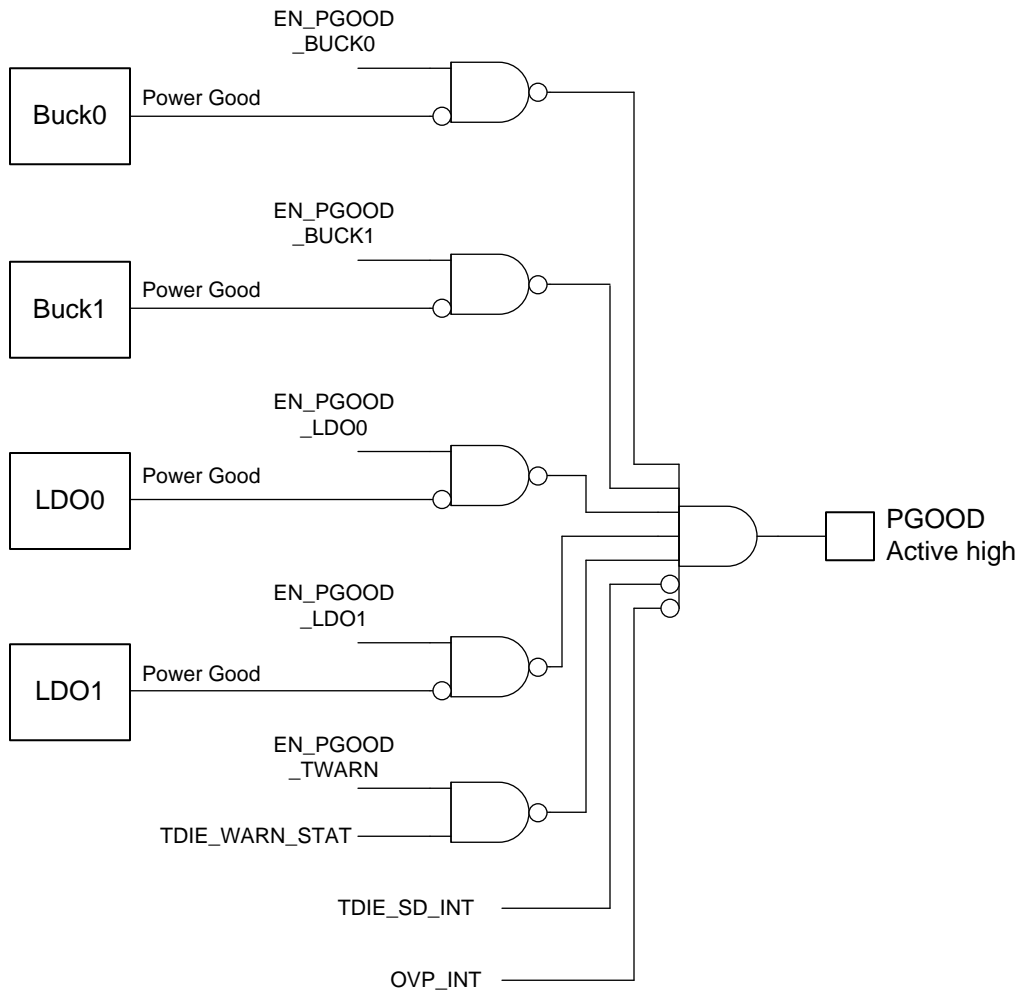 EN_PGOOD
_BUCK0
Buck0
Power Good
EN_PGOOD
_BUCK1
Buck1
Power Good
EN_PGOOD
_LDO0
LDO0
Power Good
PGOOD
Active high
EN_PGOOD
_LDO1
LDO1
Power Good
EN_PGOOD
_TWARN
TDIE_WARN_STAT
TDIE_SD_INT
OVP_INT